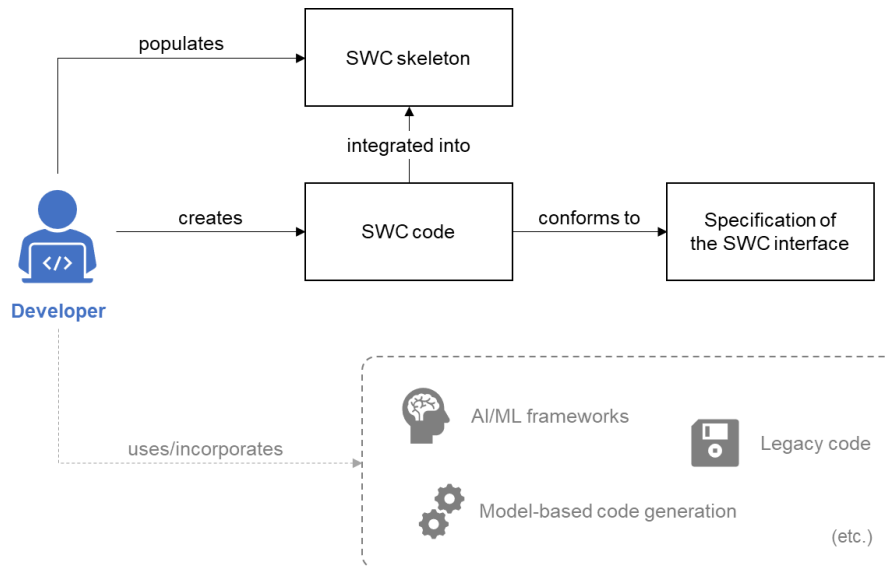 populates
SWC skeleton
integrated into
creates
SWC code
conforms to
Specification of
the SWC interface
Developer
AI/ML frameworks
uses/incorporates
Legacy code
Model-based code generation
(etc.)